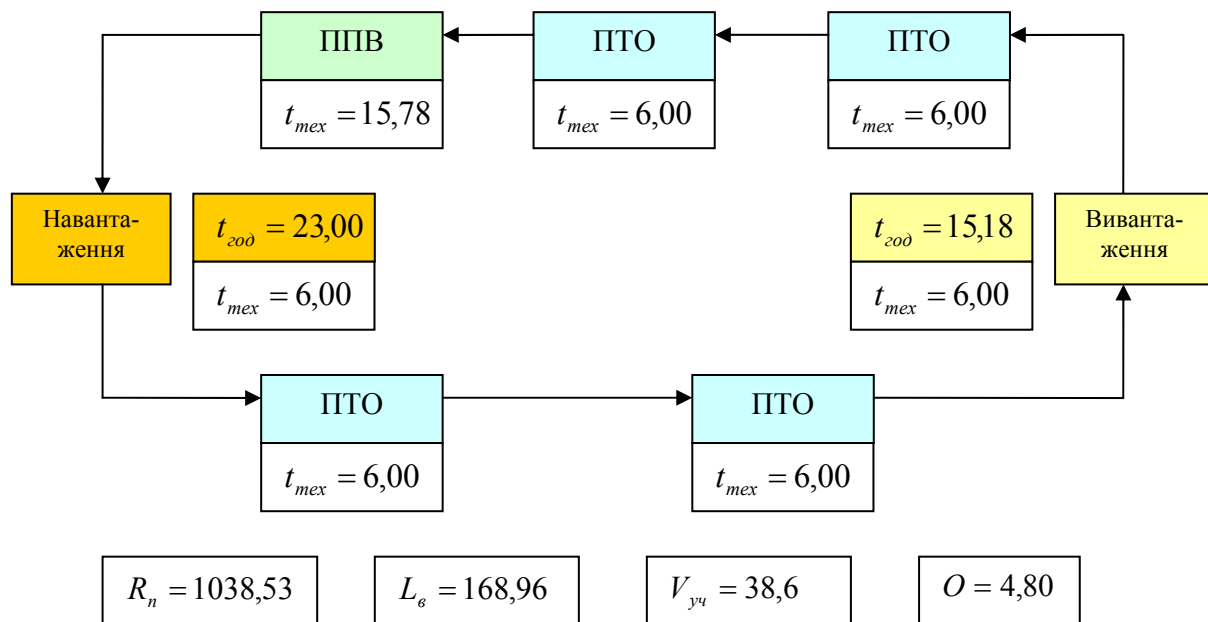 ППВ
ПТО
ПТО
t_тех = 15,78
t_тех = 6,00
t_тех = 6,00
Наванта-
ження
t_год = 23,00
t_тех = 6,00
t_год = 15,18
t_тех = 6,00
Виванта-
ження
ПТО
ПТО
t_тех = 6,00
t_тех = 6,00
R_п = 1038,53
L_в = 168,96
V_уч = 38,6
O = 4,80